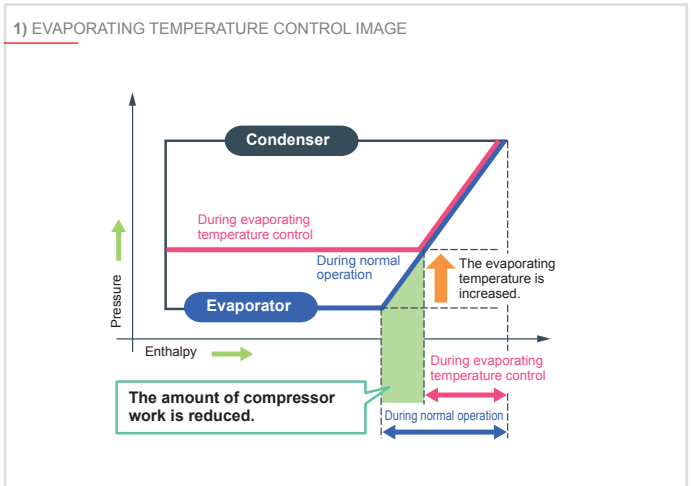 1) EVAPORATING TEMPERATURE CONTROL IMAGE
Condenser
During evaporating
temperature control
During normal
operation
The evaporating
temperature is
increased.
Pressure
Evaporator
Enthalpy
During evaporating
temperature control
The amount of compressor
work is reduced.
During normal operation